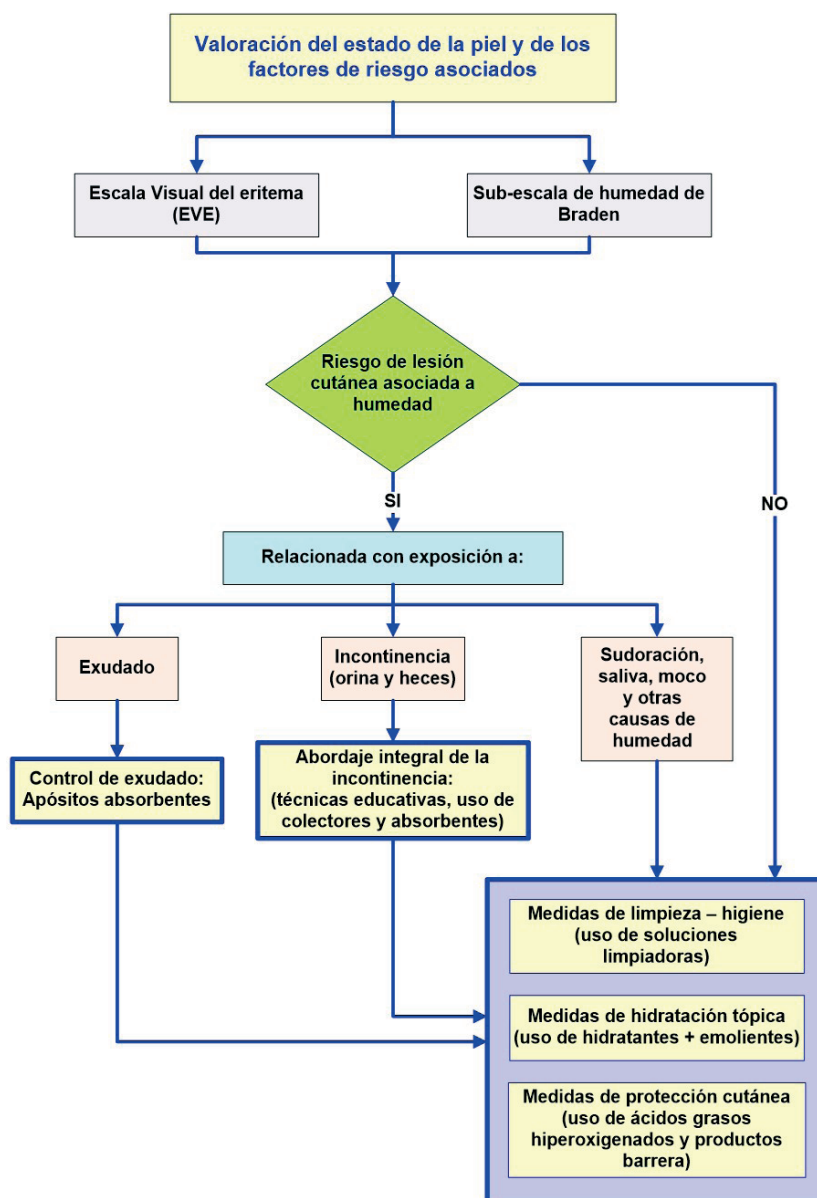 Valoración del estado de la piel y de los
factores de riesgo asociados
Escala Visual del eritema
(EVE)
Sub-escala de humedad de
Braden
Riesgo de lesión
cutánea asociada a
humedad
SI
NO
Relacionada con exposición a:
Exudado
Incontinencia
(orina y heces)
Sudoración,
saliva, moco
y otras
causas de
humedad
Control de exudado:
Apósitos absorbentes
Abordaje integral de la
incontinencia:
(técnicas educativas, uso de
colectores y absorbentes)
Medidas de limpieza – higiene
(uso de soluciones
limpiadoras)
Medidas de hidratación tópica
(uso de hidratantes + emolientes)
Medidas de protección cutánea
(uso de ácidos grasos
hiperoxigenados y productos
barrera)